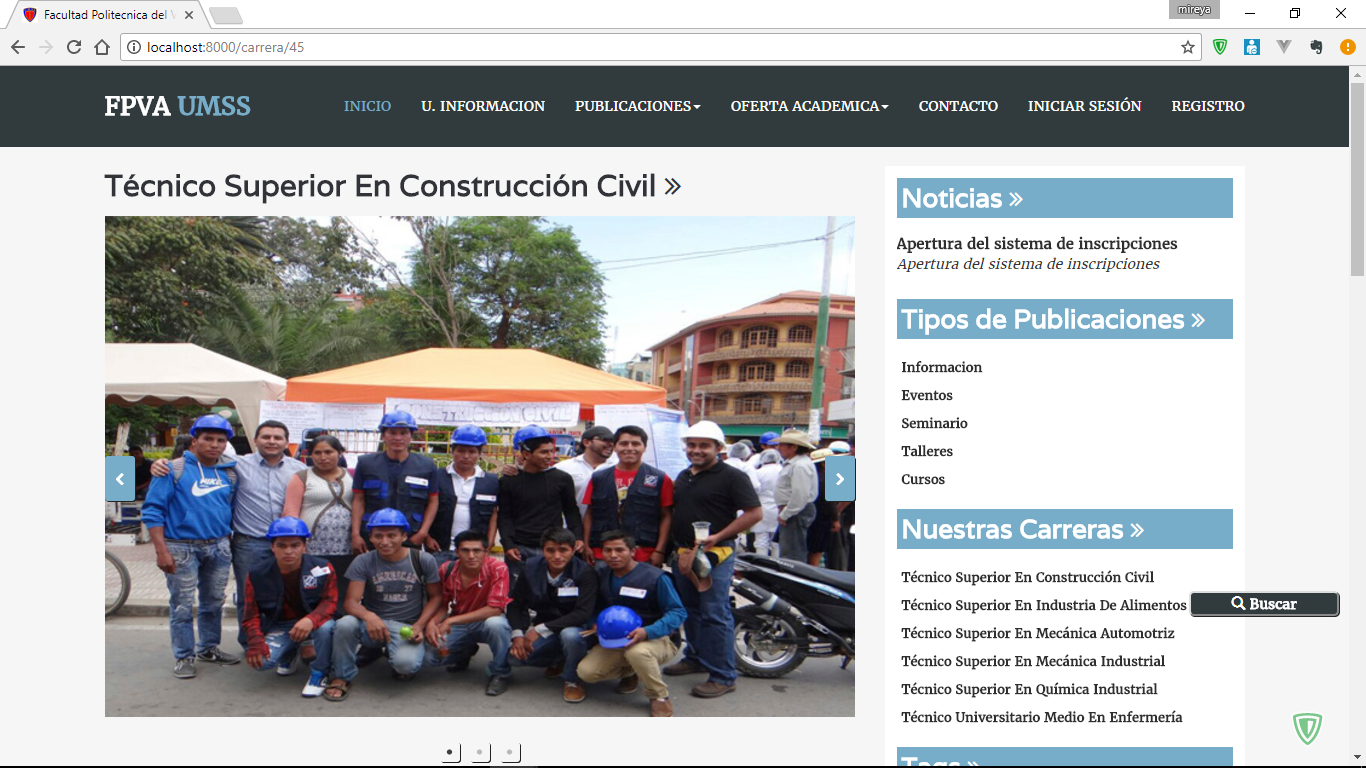 Facultad Politecnica del V
mireya
localhost:8000/carrera/45
FPVA UMSS
INICIO
U. INFORMACION
PUBLICACIONES
OFERTA ACADEMICA
CONTACTO
INICIAR SESIÓN
REGISTRO
Técnico Superior En Construcción Civil »
CONSTRUCCION CIVIL
Noticias »
Apertura del sistema de inscripciones
Apertura del sistema de inscripciones
Tipos de Publicaciones »
Informacion
Eventos
Seminario
Talleres
Cursos
Nuestras Carreras »
Técnico Superior En Construcción Civil
Técnico Superior En Industria De Alimentos
Buscar
Técnico Superior En Mecánica Automotriz
Técnico Superior En Mecánica Industrial
Técnico Superior En Química Industrial
Técnico Universitario Medio En Enfermería
Tags »